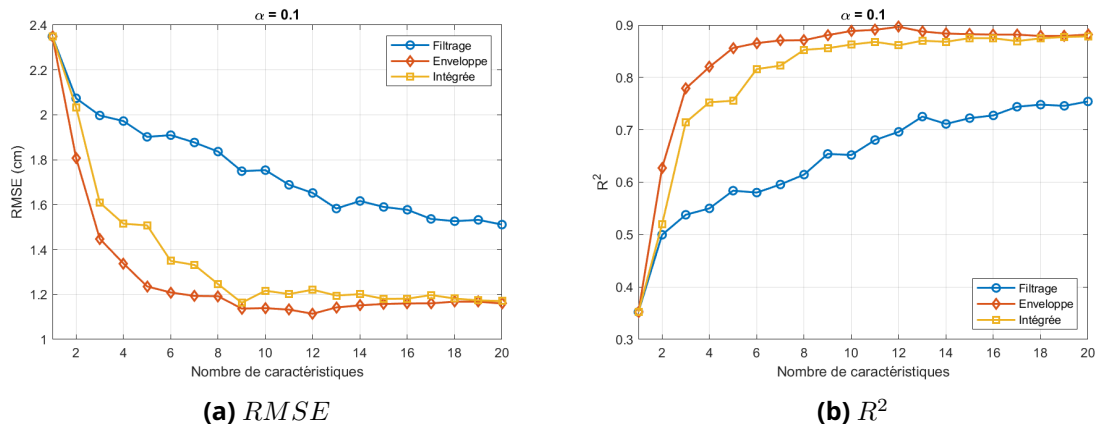 α = 0.1
2.4
2.2
2
1.8
1.6
1.4
1.2
1
RMSE (cm)
2 4 6 8 10 12 14 16 18 20
Nombre de caractèristiques
Filtrage
Enveloppe
Intégrée
(a) RMSE
α = 0.1
0.9
0.8
0.7
0.6
0.5
0.4
0.3
R²
2 4 6 8 10 12 14 16 18 20
Nombre de caractèristiques
Filtrage
Enveloppe
Intégrée
(b) R²